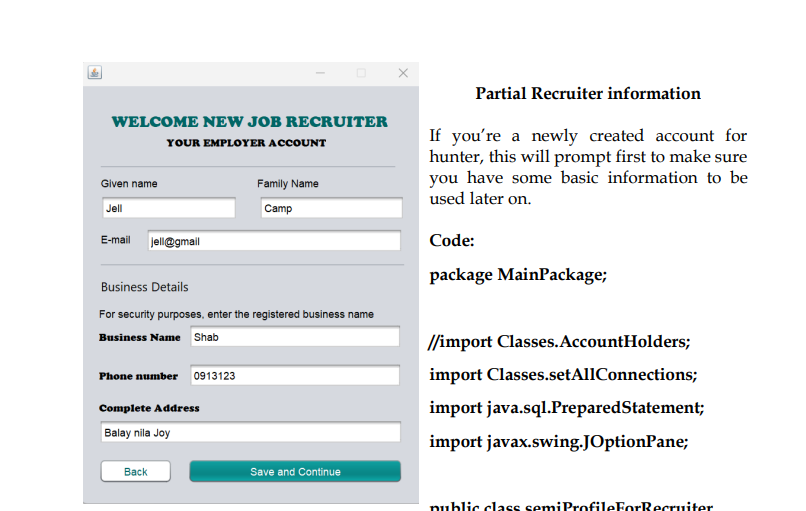 WELCOME NEW JOB RECRUITER
YOUR EMPLOYER ACCOUNT
Given name
Family Name
Jell
Camp
E-mail
jell@gmail
Business Details
For security purposes, enter the registered business name
Business Name
Shab
Phone number
0913123
Complete Address
Balay nila Joy
Back
Save and Continue
Partial Recruiter information
If you’re a newly created account for
hunter, this will prompt first to make sure
you have some basic information to be
used later on.
Code:
package MainPackage;
//import Classes.AccountHolders;
import Classes.setAllConnections;
import java.sql.PreparedStatement;
import javax.swing.JOptionPane;
public class semiProfileForRecruiter